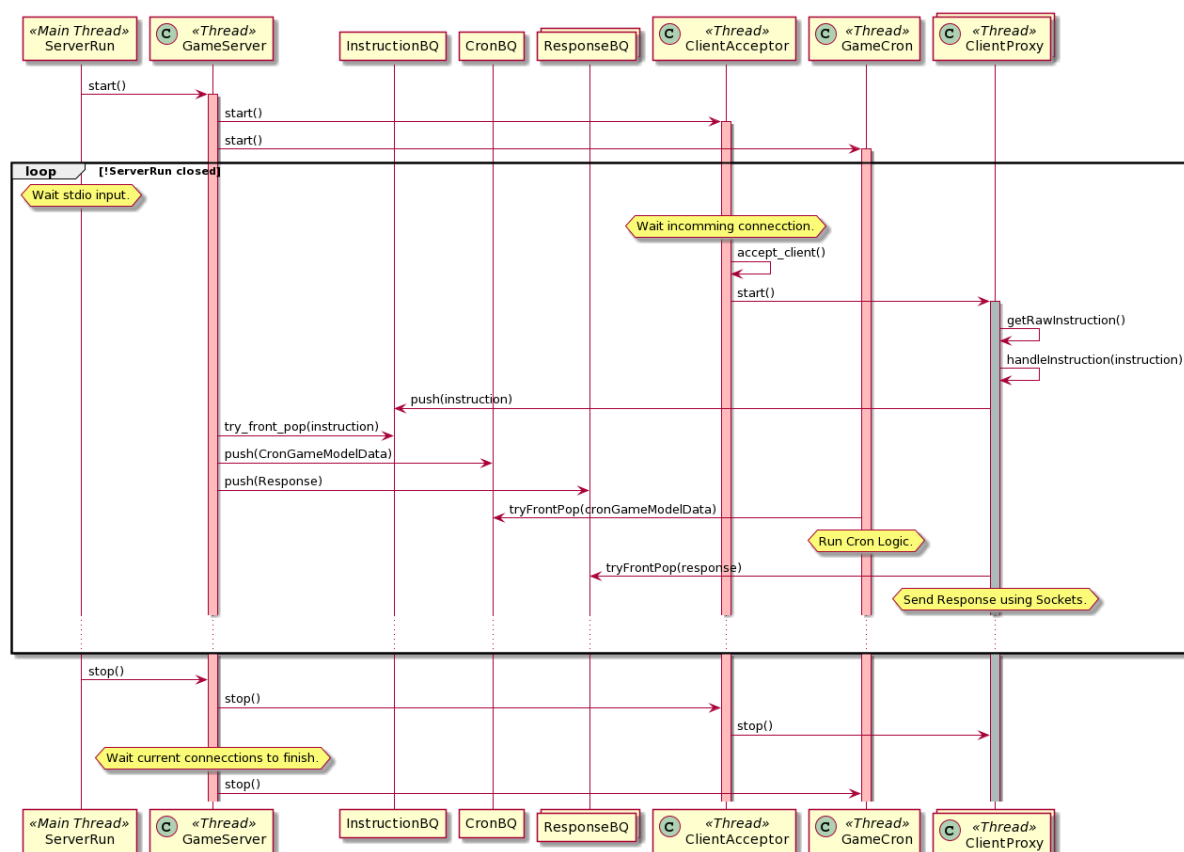 «Main Thread»
ServerRun
C «Thread»
GameServer
InstructionBQ
CronBQ
ResponseBQ
C «Thread»
ClientAcceptor
C «Thread»
GameCron
C «Thread»
ClientProxy
start()
start()
start()
loop [!ServerRun closed]
Wait stdio input.
Wait incomming connecction.
accept_client()
start()
getRawInstruction()
handleInstruction(instruction)
push(instruction)
try_front_pop(instruction)
push(CronGameModelData)
push(Response)
tryFrontPop(cronGameModelData)
Run Cron Logic.
tryFrontPop(response)
Send Response using Sockets.
stop()
stop()
stop()
Wait current connecctions to finish.
stop()
«Main Thread»
ServerRun
C «Thread»
GameServer
InstructionBQ
CronBQ
ResponseBQ
C «Thread»
ClientAcceptor
C «Thread»
GameCron
C «Thread»
ClientProxy